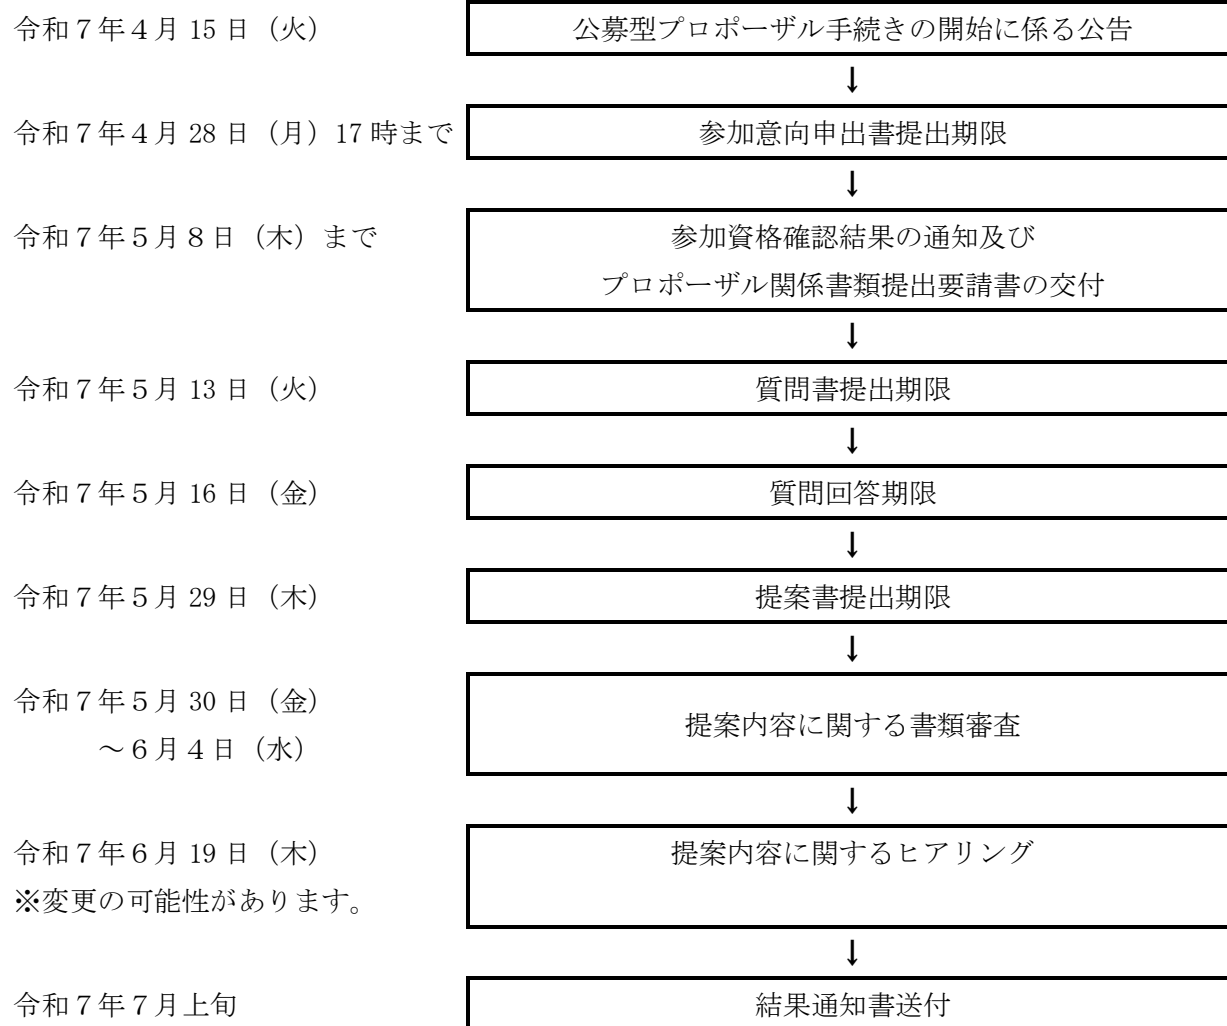 令和７年４月 15 日（火） 公募型プロポーザル手続きの開始に係る公告
↓
令和７年４月 28 日（月）17 時まで 参加意向申出書提出期限
↓
令和７年５月８日（木）まで 参加資格確認結果の通知及び
プロポーザル関係書類提出要請書の交付
↓
令和７年５月 13 日（火） 質問書提出期限
↓
令和７年５月 16 日（金） 質問回答期限
↓
令和７年５月 29 日（木） 提案書提出期限
↓
令和７年５月 30 日（金）
～６月４日（水） 提案内容に関する書類審査
↓
令和７年６月 19 日（木） 提案内容に関するヒアリング
※変更の可能性があります。
↓
令和７年７月上旬 結果通知書送付